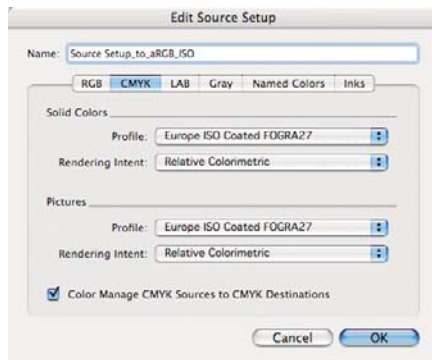 Edit Source Setup
Name: Source Setup_to_aRGB_ISO
RGB CMYK LAB Gray Named Colors Inks
Solid Colors
Profile: Europe ISO Coated FOGRA27
Rendering Intent: Relative Colorimetric
Pictures
Profile: Europe ISO Coated FOGRA27
Rendering Intent: Relative Colorimetric
Color Manage CMYK Sources to CMYK Destinations
Cancel OK